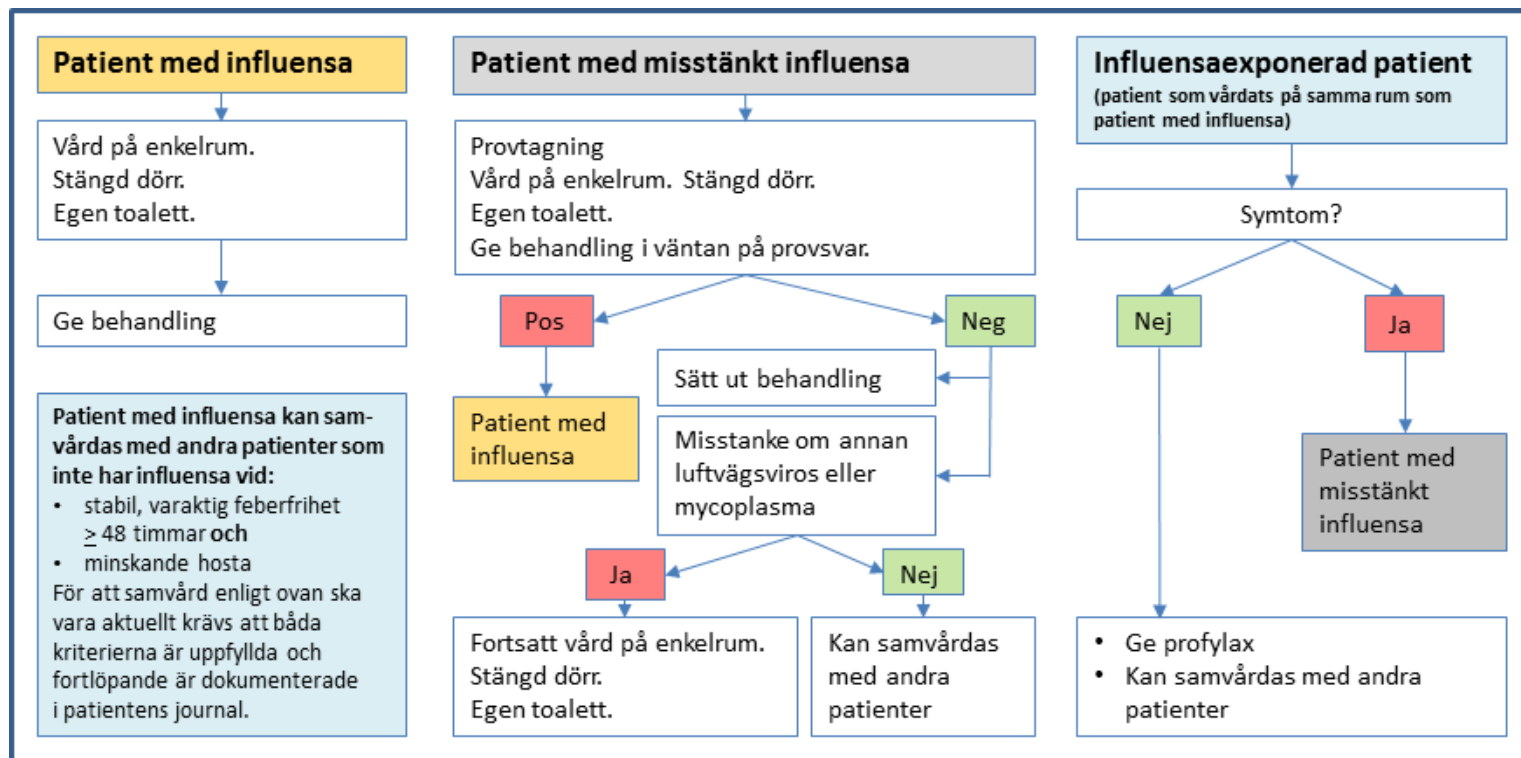 Patient med influensa
Vård på enkelrum.
Stängd dörr.
Egen toalett.
Ge behandling
Patient med influensa kan sam-
vårdas med andra patienter som
inte har influensa vid:
• stabil, varaktig feberfrihet
> 48 timmar och
• minskande hosta
För att samvård enligt ovan ska
vara aktuellt krävs att båda
kriterierna är uppfyllda och
fortlöpande är dokumenterade
i patientens journal.
Patient med misstänkt influensa
Provtagning
Vård på enkelrum. Stängd dörr.
Egen toalett.
Ge behandling i väntan på provsvar.
Pos
Neg
Sätt ut behandling
Patient med
influensa
Misstanke om annan
luftvägsviros eller
mycoplasma
Ja
Nej
Fortsatt vård på enkelrum.
Stängd dörr.
Egen toalett.
Kan samvårdas
med andra
patienter
Influensaexponerad patient
(patient som vårdats på samma rum som
patient med influensa)
Symtom?
Nej
Ja
Patient med
misstänkt
influensa
• Ge profylax
• Kan samvårdas med andra
patienter